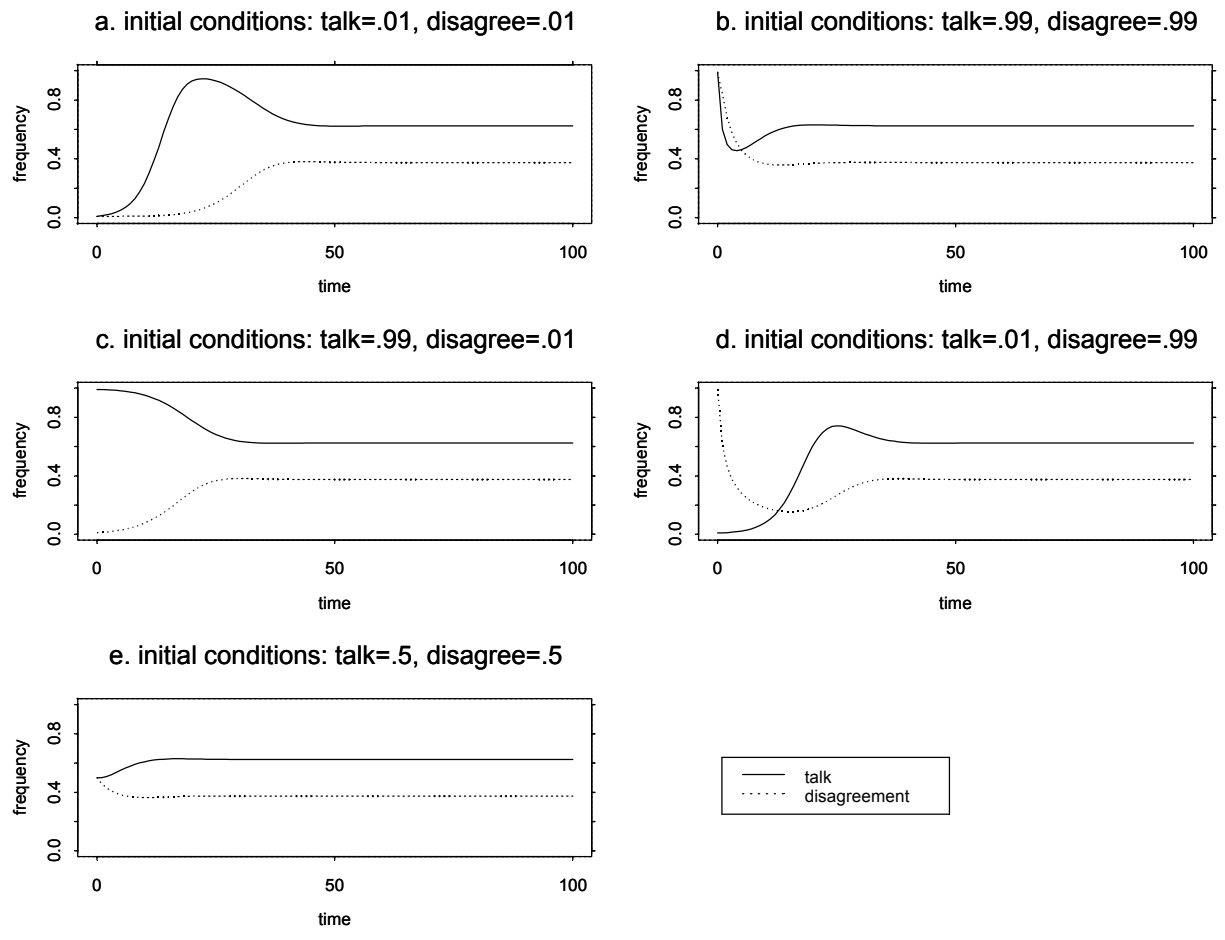 a. initial conditions: talk=.01, disagree=.01
frequency
0.8
0.4
0.0
0 50 100
time
b. initial conditions: talk=.99, disagree=.99
frequency
0.8
0.4
0.0
0 50 100
time
c. initial conditions: talk=.99, disagree=.01
frequency
0.8
0.4
0.0
0 50 100
time
d. initial conditions: talk=.01, disagree=.99
frequency
0.8
0.4
0.0
0 50 100
time
e. initial conditions: talk=.5, disagree=.5
frequency
0.8
0.4
0.0
0 50 100
time
talk
disagreement